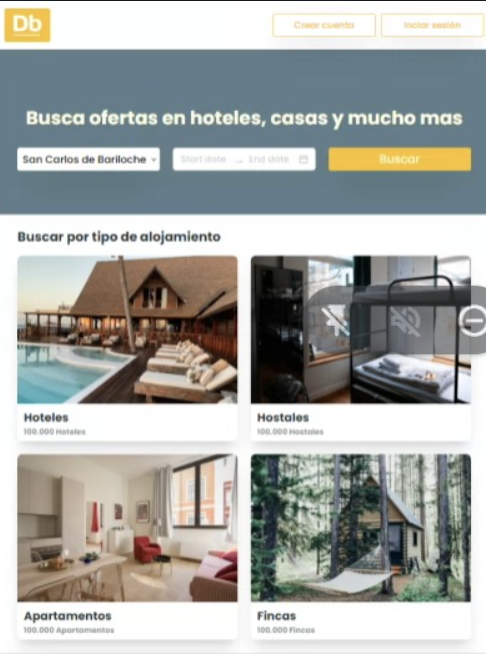 Db
Crear cuenta
Inciar sesión
Busca ofertas en hoteles, casas y mucho mas
San Carlos de Bariloche
Start date → End date
Buscar
Buscar por tipo de alojamiento
Hoteles
100.000 Hoteles
Hostales
100.000 Hostales
Apartamentos
100.000 Apartamentos
Fincas
100.000 Fincas